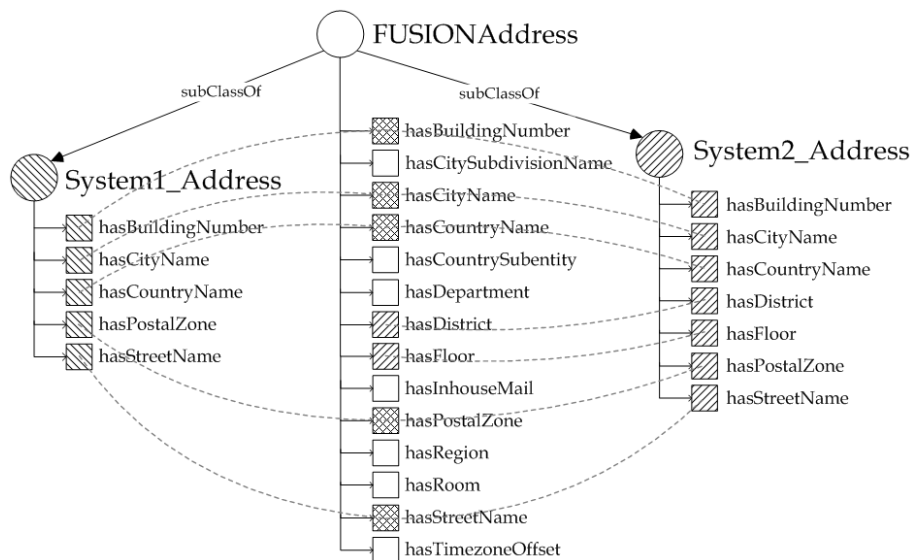 FUSIONAddress
subClassOf
subClassOf
System1_Address
hasBuildingNumber
hasCityName
hasCountryName
hasPostalZone
hasStreetName
hasBuildingNumber
hasCitySubdivisionName
hasCityName
hasCountryName
hasCountrySubentity
hasDepartment
hasDistrict
hasFloor
hasInhouseMail
hasPostalZone
hasRegion
hasRoom
hasStreetName
hasTimezoneOffset
System2_Address
hasBuildingNumber
hasCityName
hasCountryName
hasDistrict
hasFloor
hasPostalZone
hasStreetName